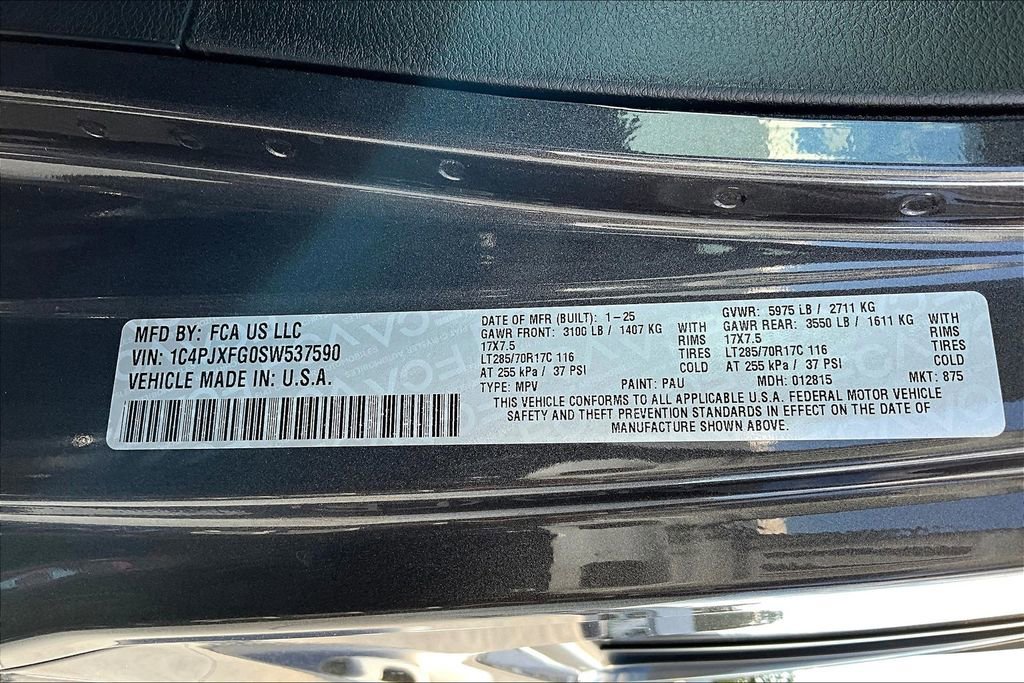 MFD BY: FCA US LLC
VIN: 1C4PJXFG0SW537590
VEHICLE MADE IN: U.S.A.
DATE OF MFR (BUILT): 1-25
GAWR FRONT: 3100 LB / 1407 KG WITH
17X7.5 RIMS
LT285/70R17C 116 TIRES
AT 255 kPa / 37 PSI COLD
TYPE: MPV PAINT: PAU
GVWR: 5975 LB / 2711 KG
GAWR REAR: 3550 LB / 1611 KG WITH
17X7.5 RIMS
LT285/70R17C 116 TIRES
AT 255 kPa / 37 PSI COLD
MDH: 012815 MKT: 875
THIS VEHICLE CONFORMS TO ALL APPLICABLE U.S.A. FEDERAL MOTOR VEHICLE
SAFETY AND THEFT PREVENTION STANDARDS IN EFFECT ON THE DATE OF
MANUFACTURE SHOWN ABOVE.